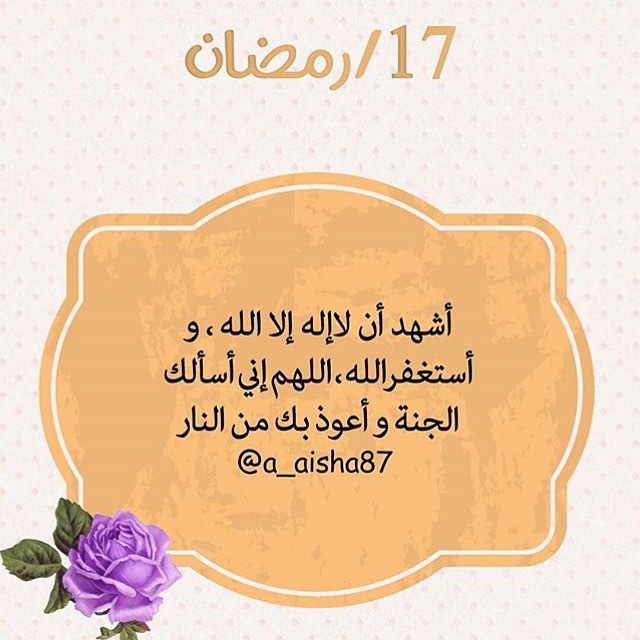 17/رمضان
أشهد أن لاإله إلا الله ، و
أستغفرالله،اللهم إني أسألك
الجنة و أعوذ بك من النار
@a_aisha87